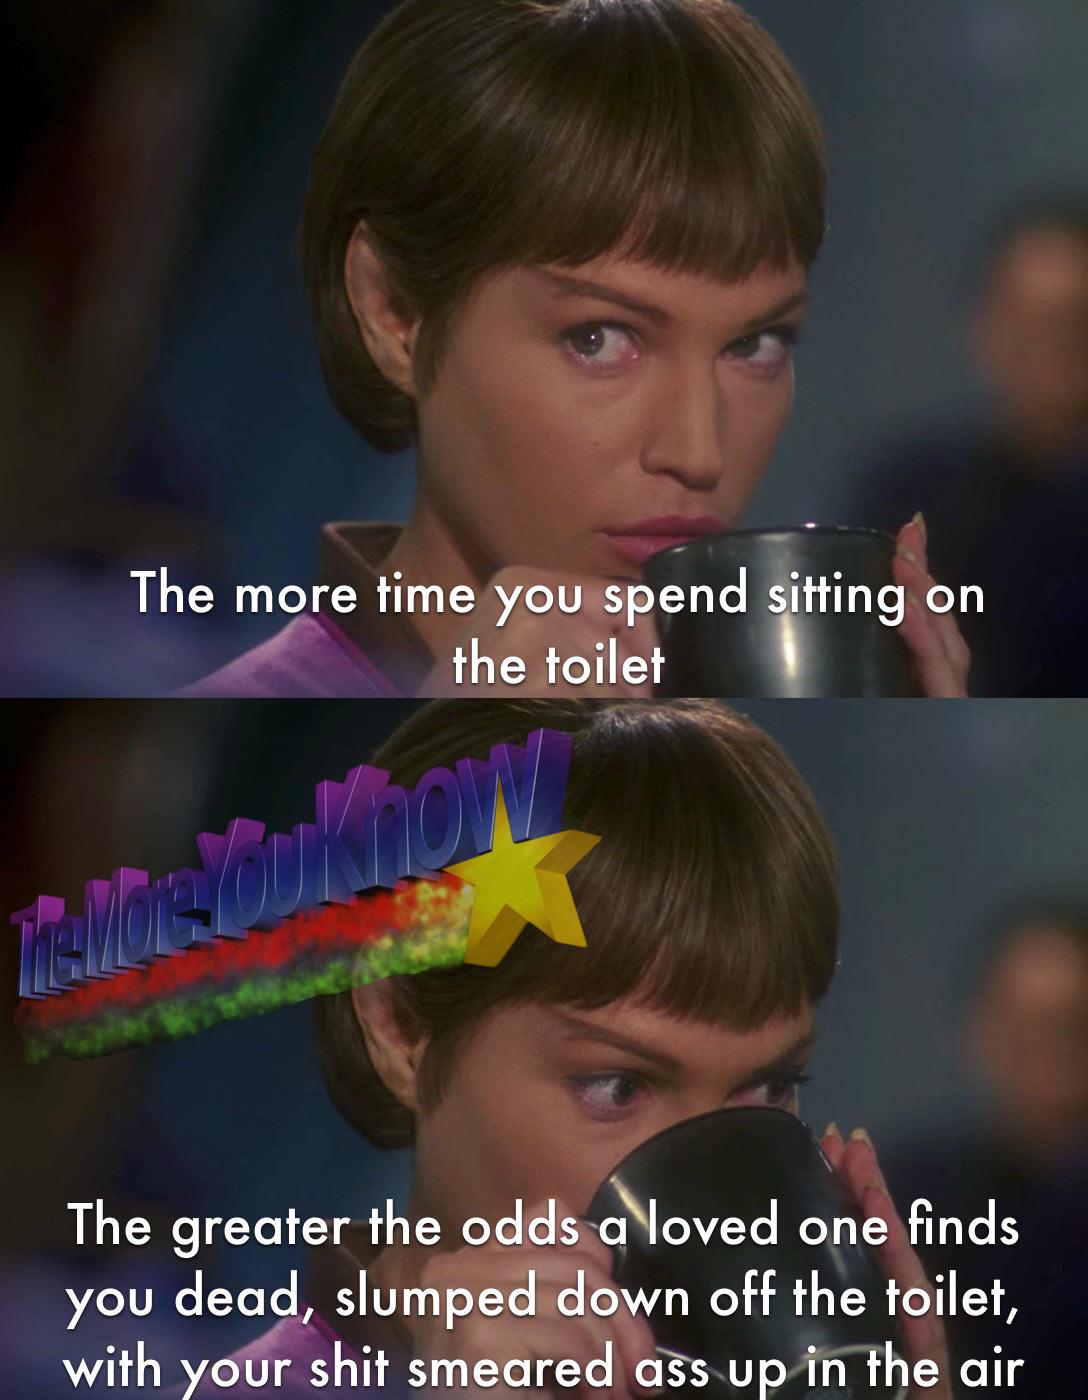 The more time you spend sitting on
the toilet
The More You Know
The greater the odds a loved one finds
you dead, slumped down off the toilet,
with your shit smeared ass up in the air